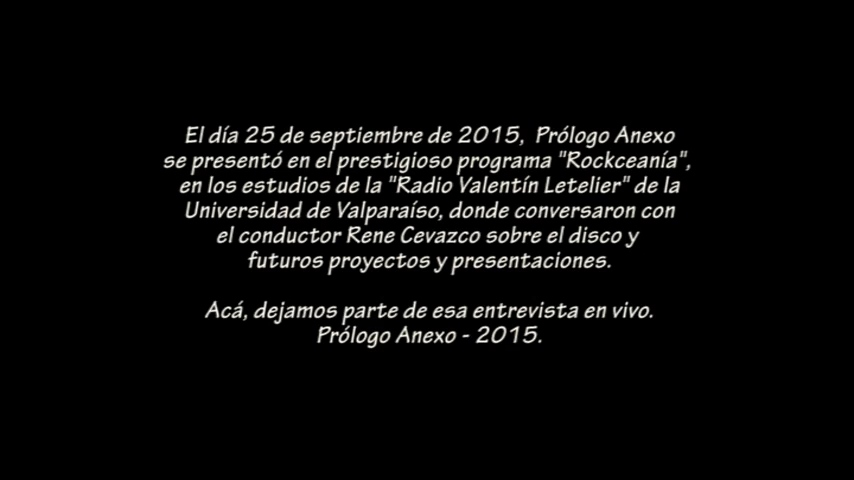 El día 25 de septiembre de 2015, Prólogo Anexo
se presentó en el prestigioso programa "Rockceanía",
en los estudios de la "Radio Valentín Letelier" de la
Universidad de Valparaíso, donde conversaron con
el conductor Rene Cevazco sobre el disco y
futuros proyectos y presentaciones.
Acá, dejamos parte de esa entrevista en vivo.
Prólogo Anexo - 2015.